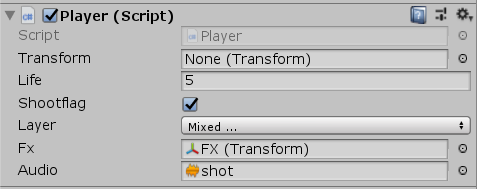 Player (Script)
Script Player
Transform None (Transform)
Life 5
Shootflag
Layer Mixed ...
Fx FX (Transform)
Audio shot